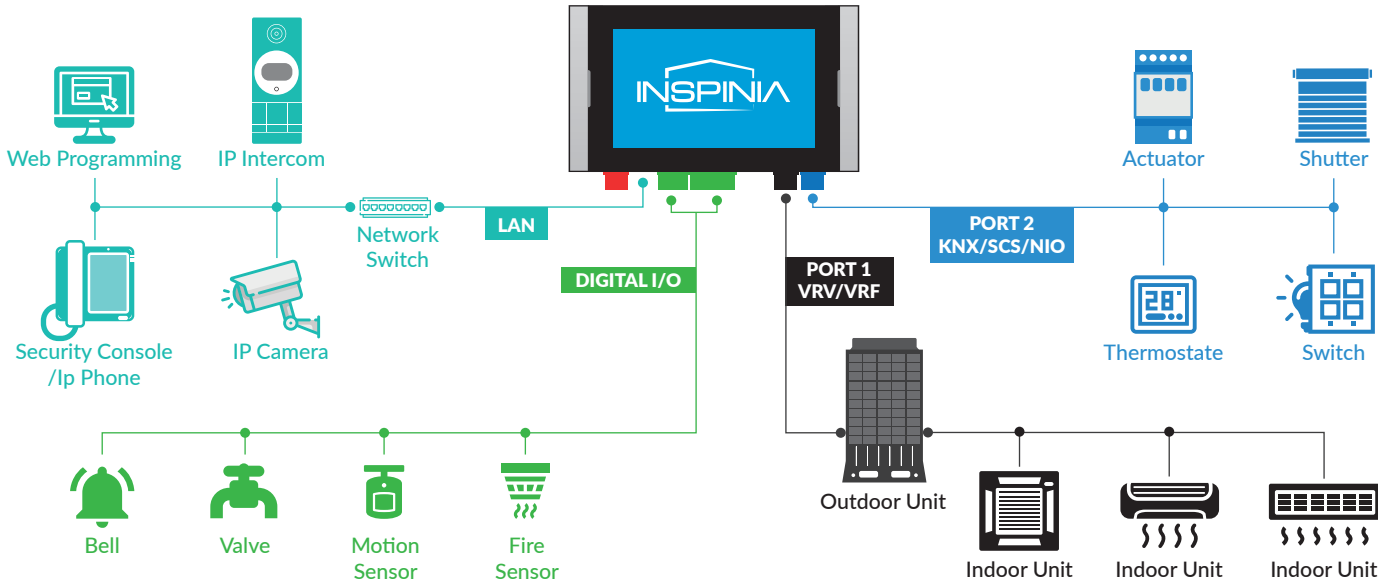 INSPINIA
Web Programming
IP Intercom
Actuator
Shutter
LAN
Network
Switch
PORT 2
KNX/SCS/NIO
DIGITAL I/O
PORT 1
VRV/VRF
28°
Security Console
/Ip Phone
IP Camera
Thermostate
Switch
Outdoor Unit
Bell
Valve
Motion
Sensor
Fire
Sensor
Indoor Unit
Indoor Unit
Indoor Unit